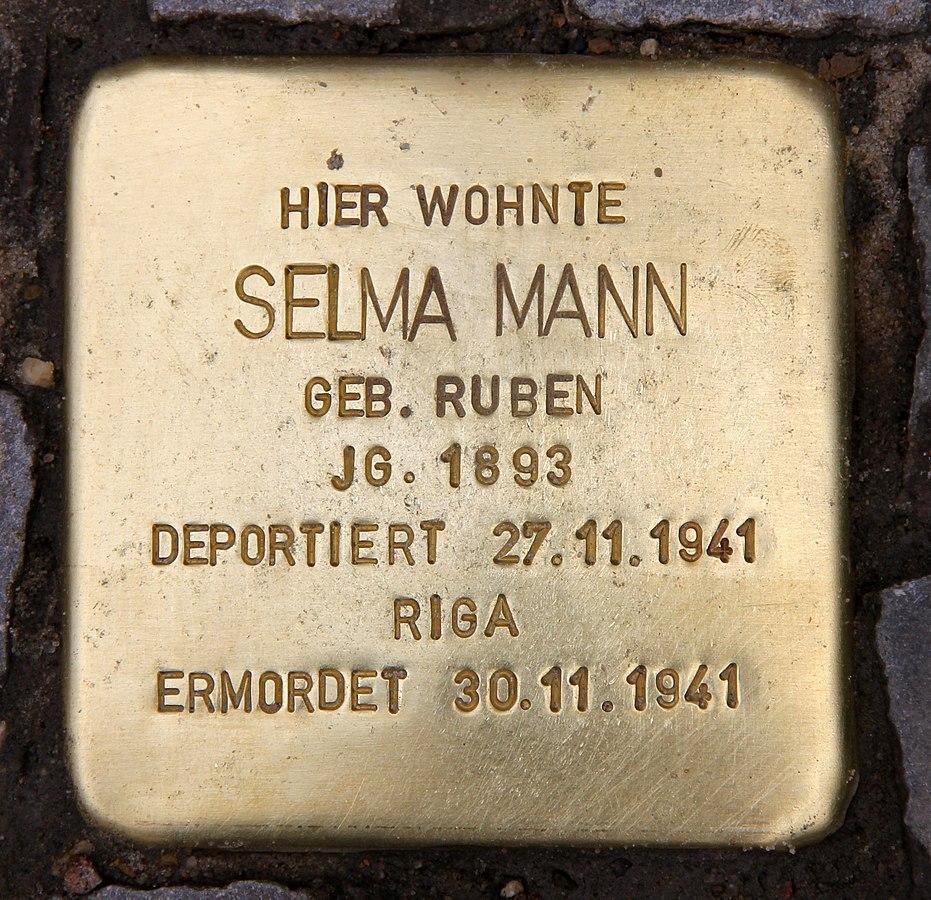 HIER WOHNTE
SELMA MANN
GEB. RUBEN
JG. 1893
DEPORTIERT 27.11.1941
RIGA
ERMORDET 30.11.1941